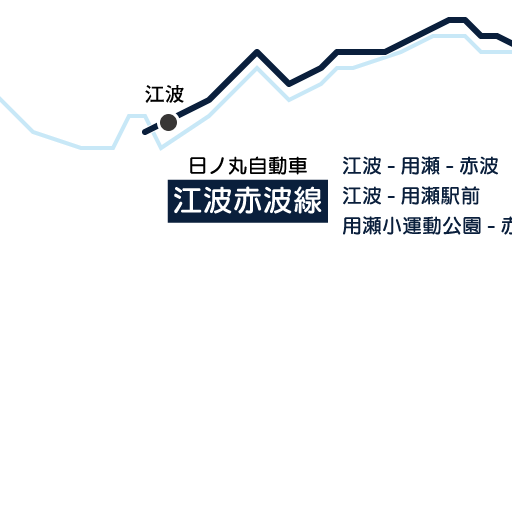 江波
日ノ丸自動車
江波赤波線
江波 - 用瀬 - 赤波
江波 - 用瀬駅前
用瀬小運動公園 -